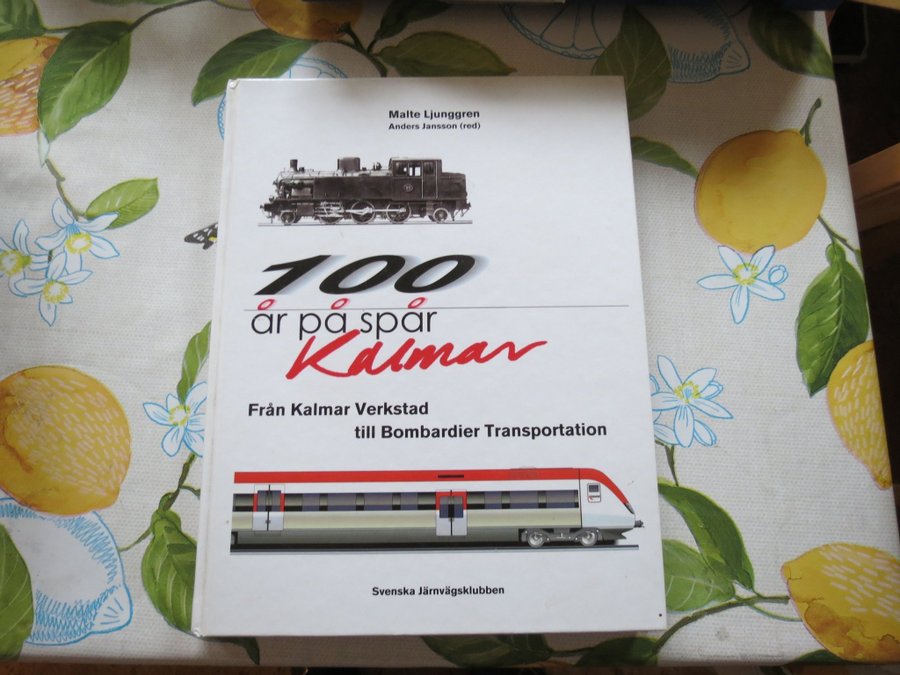 Malte Ljunggren
Anders Jansson (red)
100
år på spår
Kalmar
Från Kalmar Verkstad
till Bombardier Transportation
Svenska Järnvägsklubben